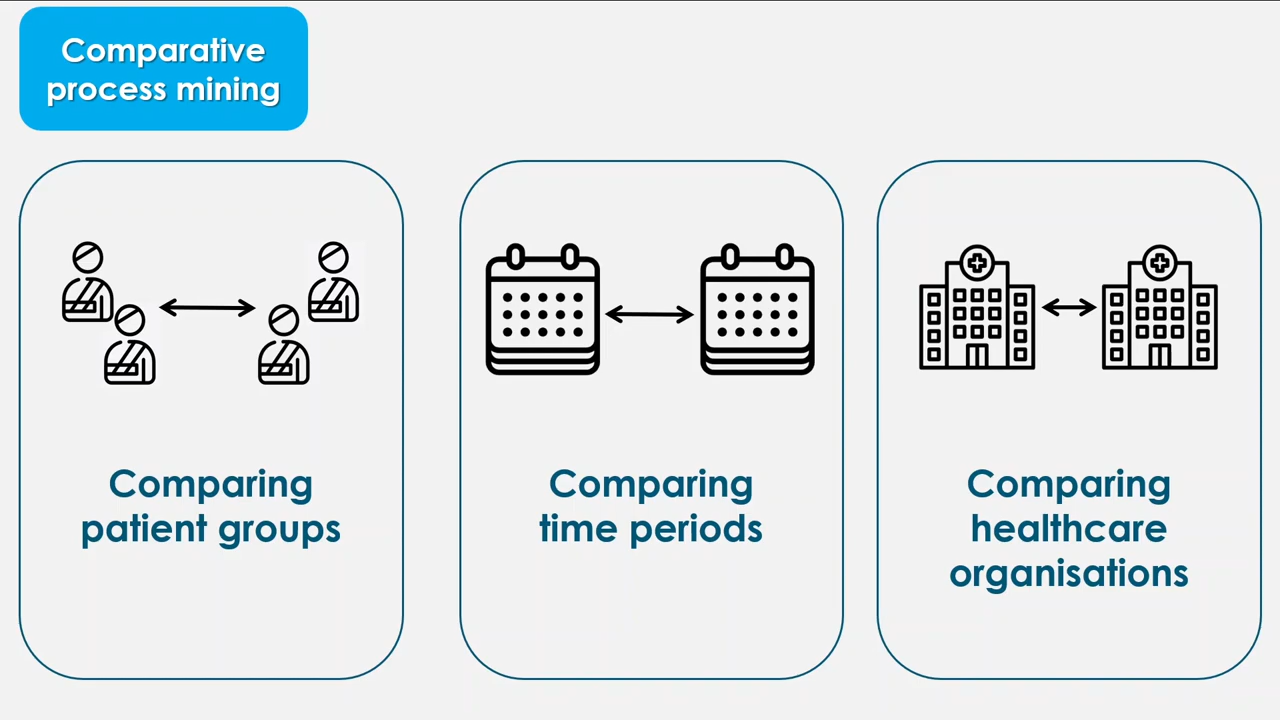 Comparative
process mining
Comparing
patient groups
Comparing
time periods
Comparing
healthcare
organisations